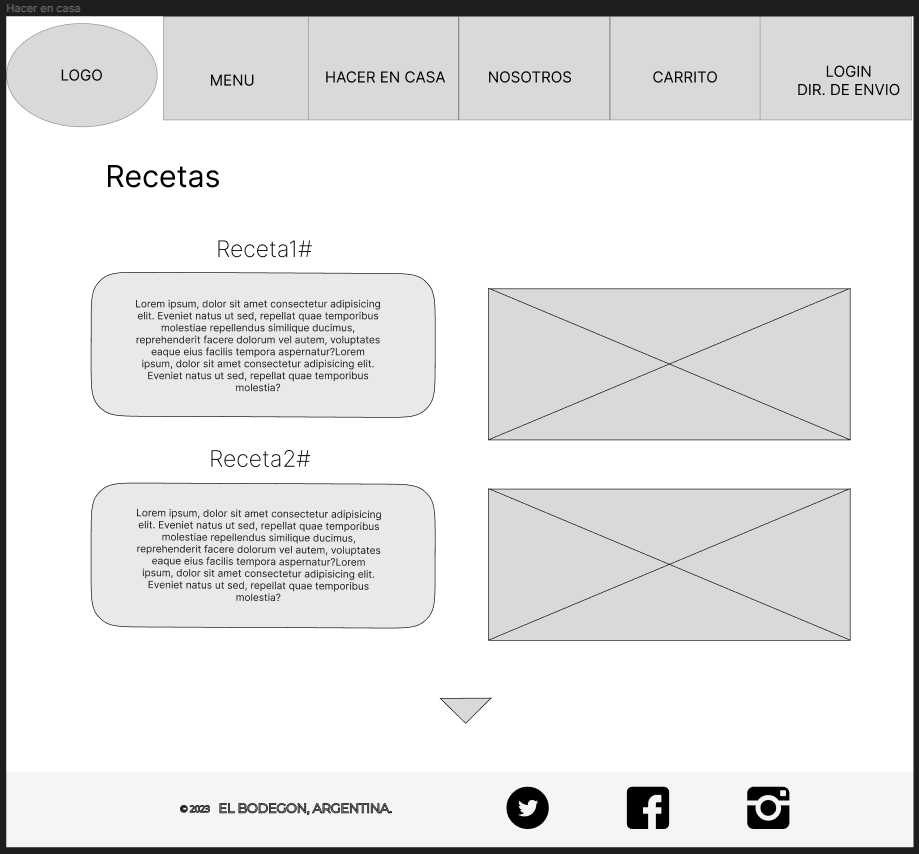 Hacer en casa
LOGO
MENU
HACER EN CASA
NOSOTROS
CARRITO
LOGIN
DIR. DE ENVIO
Recetas
Receta1#
Lorem ipsum, dolor sit amet consectetur adipisicing
elit. Eveniet natus ut sed, repellat quae temporibus
molestiae repellendus similique ducimus,
reprehenderit facere dolorum vel autem, voluptates
eaque eius facilis tempora aspernatur?Lorem
ipsum, dolor sit amet consectetur adipisicing elit.
Eveniet natus ut sed, repellat quae temporibus
molestia?
Receta2#
Lorem ipsum, dolor sit amet consectetur adipisicing
elit. Eveniet natus ut sed, repellat quae temporibus
molestiae repellendus similique ducimus,
reprehenderit facere dolorum vel autem, voluptates
eaque eius facilis tempora aspernatur?Lorem
ipsum, dolor sit amet consectetur adipisicing elit.
Eveniet natus ut sed, repellat quae temporibus
molestia?
© 2023 EL BODEGON, ARGENTINA.